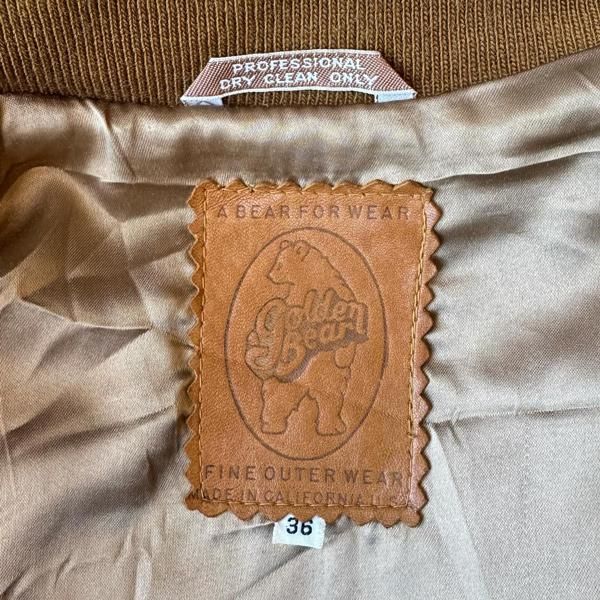 PROFESSIONAL
DRY CLEAN ONLY
A BEAR FOR WEAR
golden
Bear
FINE OUTER WEAR
MADE IN CALIFORNIA U.S.A.
36